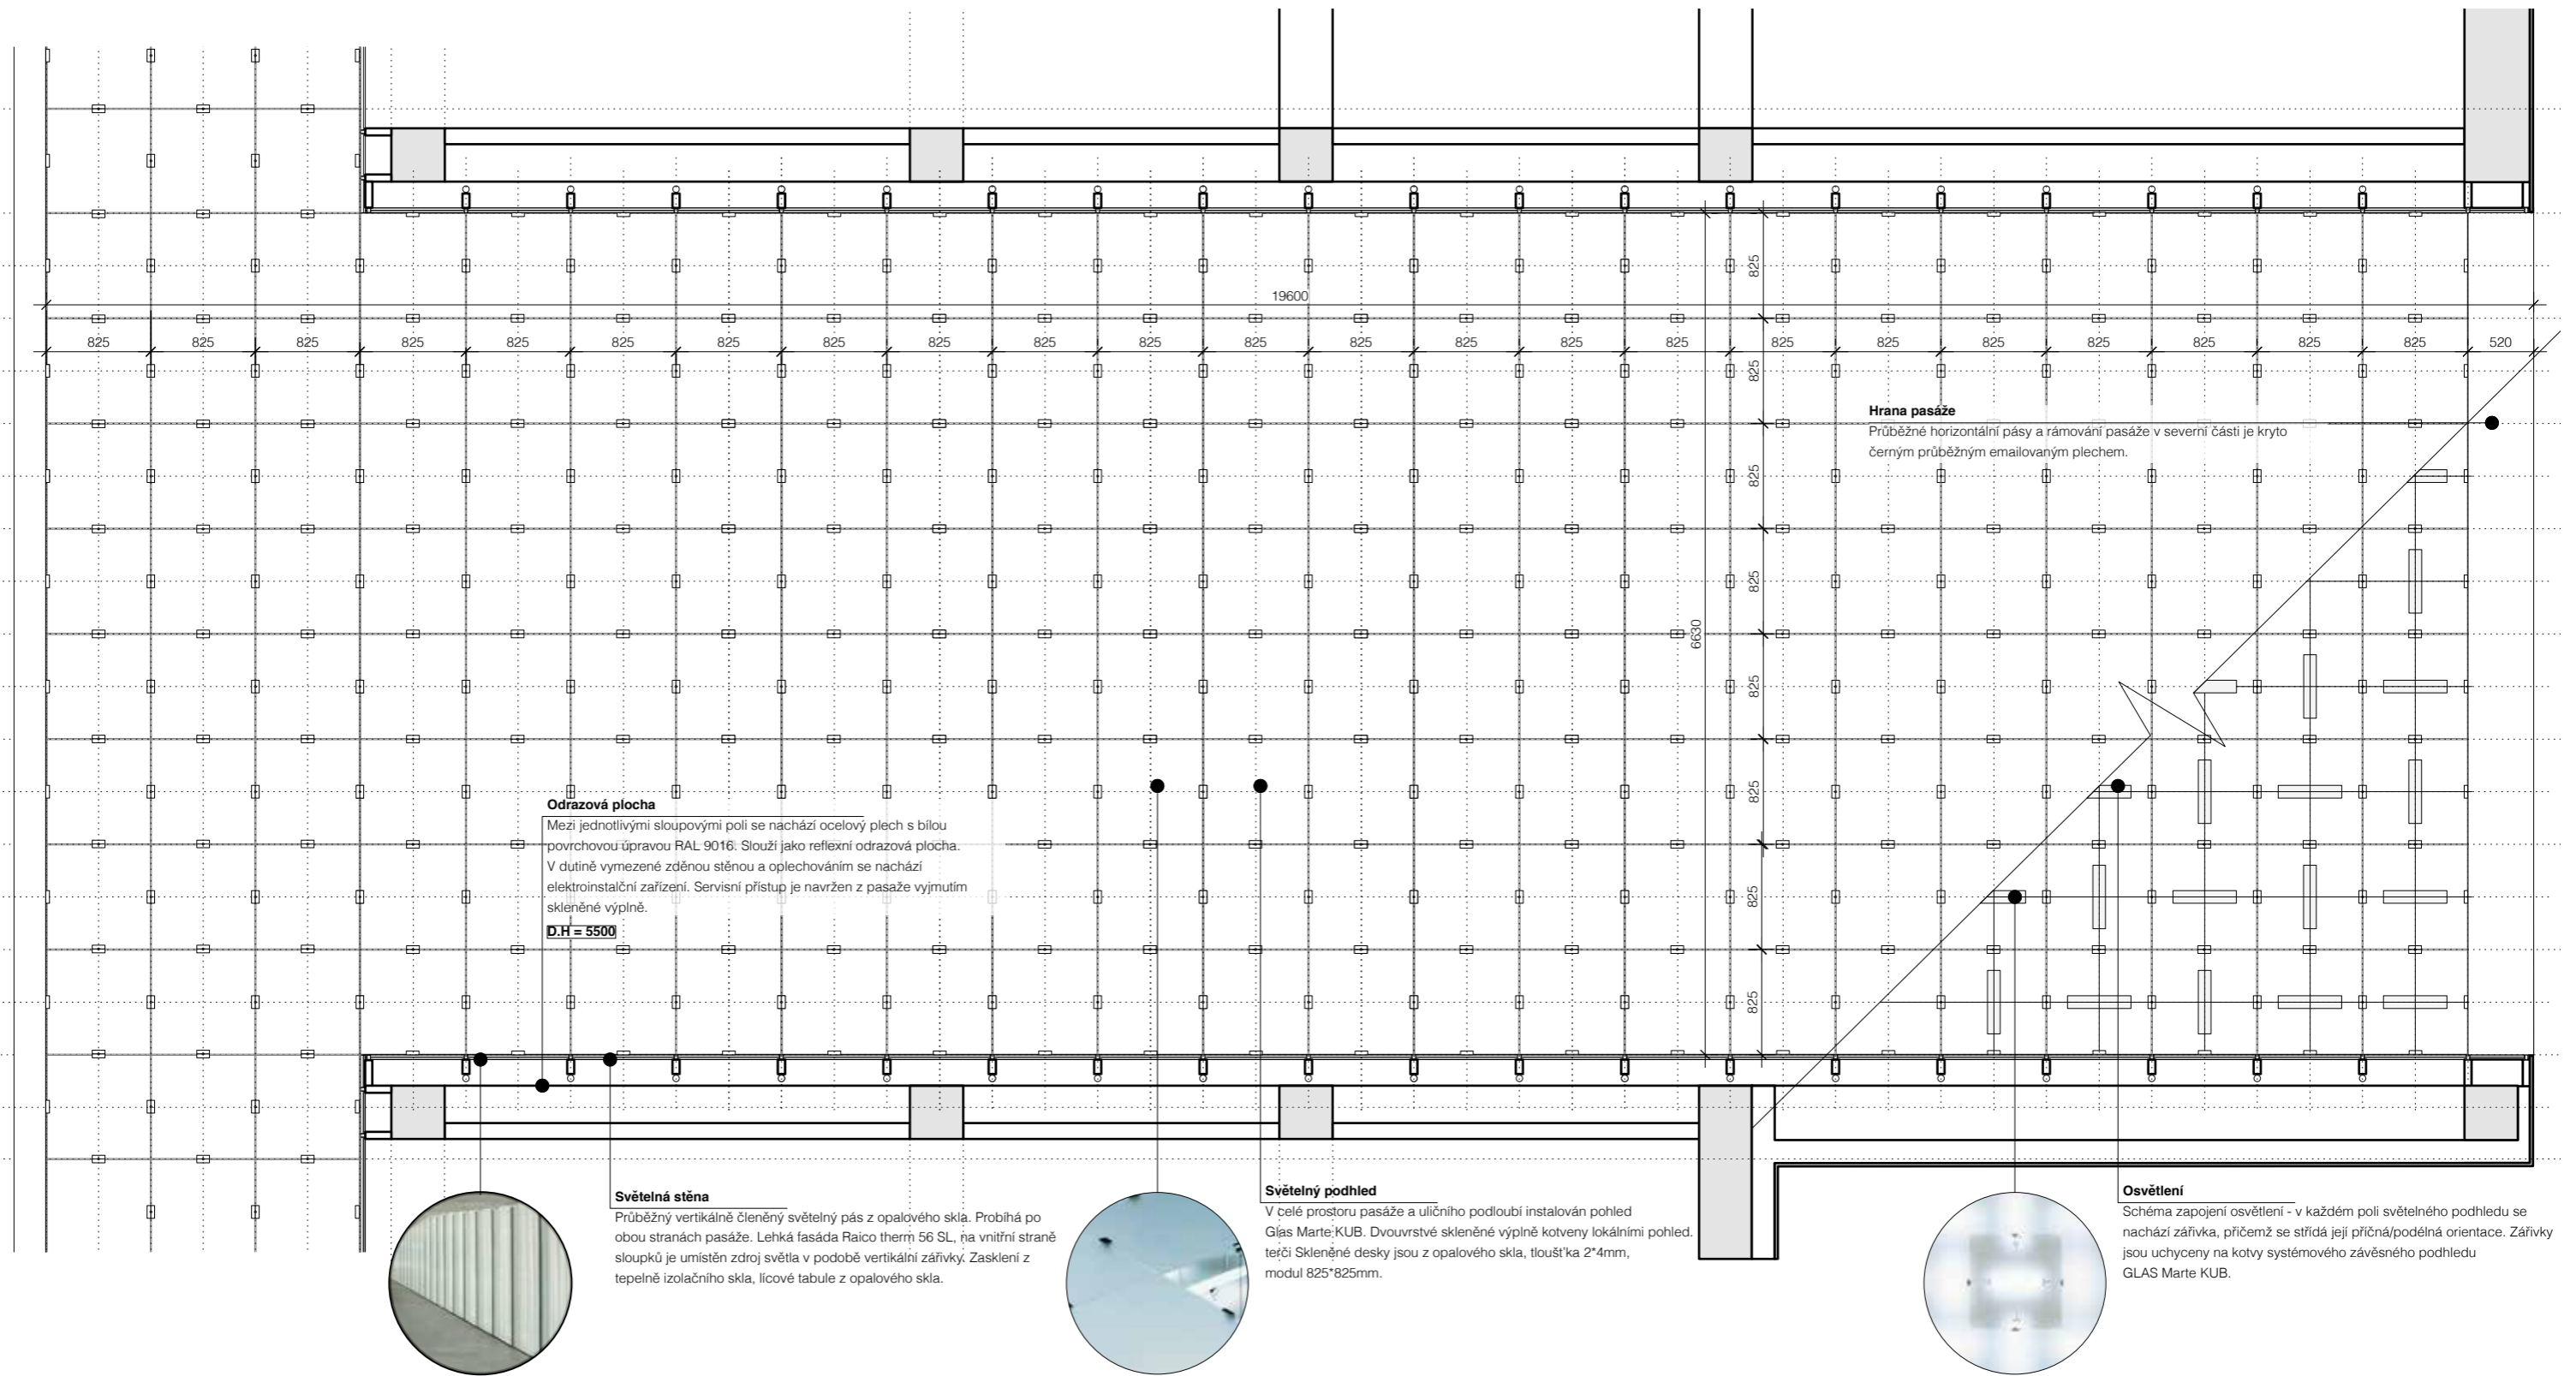 825
19600
825 825 825 825 825 825 825 825 825 825 825 825 825 825 825 825 825 825 825 825 825 825 825 520
825
Hrana pasáže
Průběžné horizontální pásy a rámování pasáže v severní části je kryto
černým průběžným emailovaným plechem.
825
825
6630
825
825
825
825
Odrazová plocha
Mezi jednotlivými sloupovými poli se nachází ocelový plech s bílou
povrchovou úpravou RAL 9016. Slouží jako reflexní odrazová plocha.
V dutině vymezené zděnou stěnou a oplechováním se nachází
elektroinstalční zařízení. Servisní přístup je navržen z pasaže vyjmutím
skleněné výplně.
D.H = 5500
Světelná stěna
Průběžný vertikálně členěný světelný pás z opalového skla. Probíhá po
obou stranách pasáže. Lehká fasáda Raico therm 56 SL, na vnitřní straně
sloupků je umístěn zdroj světla v podobě vertikální zářivky. Zasklení z
tepelně izolačního skla, lícové tabule z opalového skla.
Světelný podhled
V celé prostoru pasáže a uličního podloubí instalován pohled
Glas Marte KUB. Dvouvrstvé skleněné výplně kotveny lokálními pohled.
terči Skleněné desky jsou z opalového skla, tloušt'ka 2*4mm,
modul 825*825mm.
Osvětlení
Schéma zapojení osvětlení - v každém poli světelného podhledu se
nachází zářivka, přičemž se střídá její příčná/podélná orientace. Zářivky
jsou uchyceny na kotvy systémového závěsného podhledu
GLAS Marte KUB.